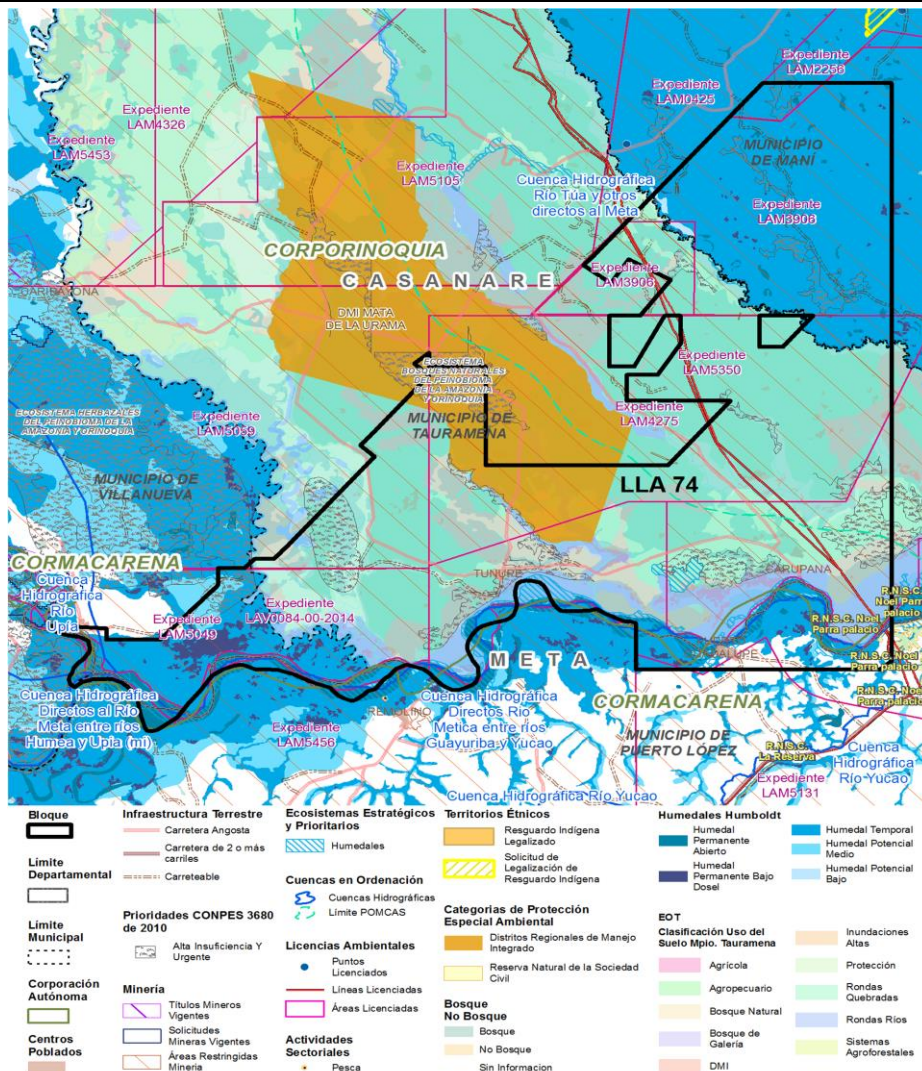 Expediente
LAM2256
Expediente
LAM0425
Expediente
LAM4326
Expediente
LAM5453
MUNICIPIO
DE MANÍ
Expediente
LAM5105
Cuenca Hidrográfica
Río Túa y otros
directos al Meta
Expediente
LAM3906
CORPORINOQUIA
CASANARE
Expediente
LAM3906
DMI MATA
DE LA URAMA
ECOSISTEMA
BOSQUES NATURALES
DEL PEINOBIOMA
DE LA AMAZONIA
Y ORINOQUIA
Expediente
LAM5350
ECOSISTEMA HERBAZALES
DEL PEINOBIOMA DE LA
AMAZONIA Y ORINOQUIA
Expediente
LAM5059
MUNICIPIO DE
TAURAMENA
Expediente
LAM4275
MUNICIPIO DE
VILLANUEVA
LLA 74
CORMACARENA
Cuenca
Hidrográfica
Río
Upía
TUNUPE
CARUPANA
Expediente
LAM5049
Expediente
LAV0084-00-2014
R.N.S.C.
Noel Parra
palacio
R.N.S.C. Noel
Parra palacio
R.N.S.C. Noel
Parra palacio
R.N.S.C. Noel
Parra palacio
META
Cuenca Hidrográfica
Directos al Río
Meta entre ríos
Humea y Upía (mi)
REMOLINO
Cuenca Hidrográfica
Directos Río
Metica entre ríos
Guayuriba y Yucao
CORMACARENA
MUNICIPIO DE
PUERTO LÓPEZ
Expediente
LAM5456
R.N.S.C.
La Reserva
Cuenca
Hidrográfica
Río Yucao
Expediente
LAM5131
Cuenca Hidrográfica Río Yucao
Bloque
Límite
Departamental
Límite
Municipal
Corporación
Autónoma
Centros
Poblados
Infraestructura Terrestre
Carretera Angosta
Carretera de 2 o más
carriles
Carreteable
Prioridades CONPES 3680
de 2010
Alta Insuficiencia Y
Urgente
Minería
Títulos Mineros
Vigentes
Solicitudes
Mineras Vigentes
Áreas Restringidas
Mineria
Ecosistemas Estratégicos
y Prioritarios
Humedales
Cuencas en Ordenación
Cuencas Hidrográficas
Límite POMCAS
Licencias Ambientales
Puntos
Licenciados
Líneas Licenciadas
Áreas Licenciadas
Actividades
Sectoriales
Pesca
Territorios Étnicos
Resguardo Indígena
Legalizado
Solicitud de
Legalización de
Resguardo Indígena
Categorias de Protección
Especial Ambiental
Distritos Regionales de Manejo
Integrado
Reserva Natural de la Sociedad
Civil
Bosque
No Bosque
Bosque
No Bosque
Sin Informacion
Humedales Humboldt
Humedal
Permanente
Abierto
Humedal
Permanente Bajo
Dosel
Humedal Temporal
Humedal Potencial
Medio
Humedal Potencial
Bajo
EOT
Clasificación Uso del
Suelo Mpio. Tauramena
Agrícola
Agropecuario
Bosque Natural
Bosque de
Galería
DMI
Inundaciones
Altas
Protección
Rondas
Quebradas
Rondas Ríos
Sistemas
Agroforestales